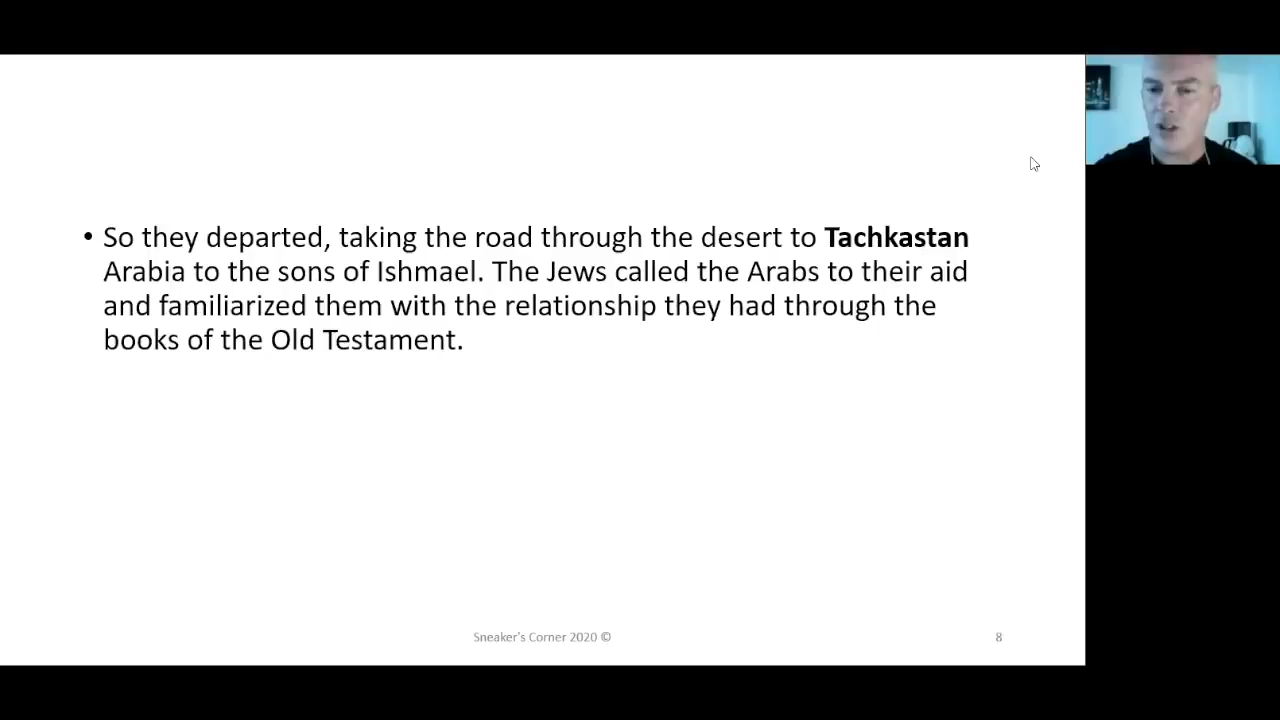 • So they departed, taking the road through the desert to Tachkastan
Arabia to the sons of Ishmael. The Jews called the Arabs to their aid
and familiarized them with the relationship they had through the
books of the Old Testament.
Sneaker's Corner 2020 ©
8